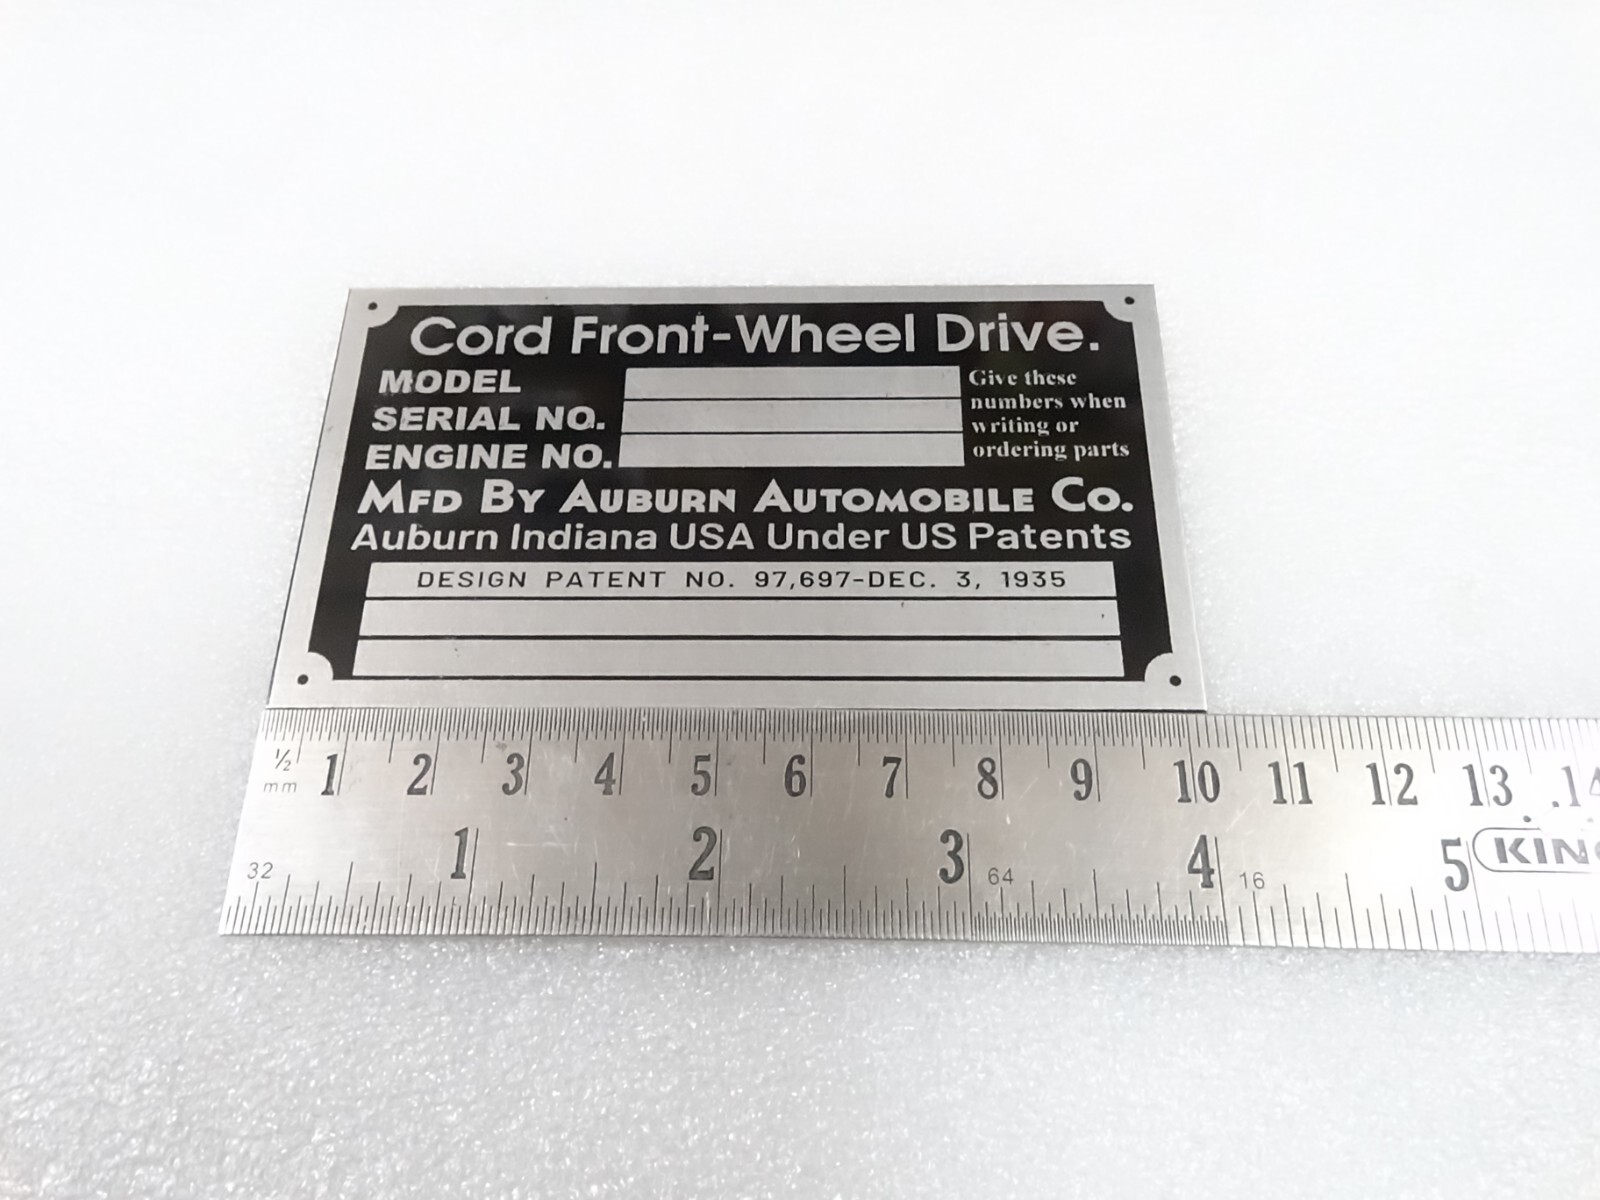 Cord Front-Wheel Drive.
MODEL
SERIAL NO.
ENGINE NO.
Give these
numbers when
writing or
ordering parts
MFD BY AUBURN AUTOMOBILE CO.
Auburn Indiana USA Under US Patents
DESIGN PATENT NO. 97,697-DEC. 3, 1935
½ 1 2 3 4 5 6 7 8 9 10 11 12 13 14
mm
1 2 3 4 5
32 64 16